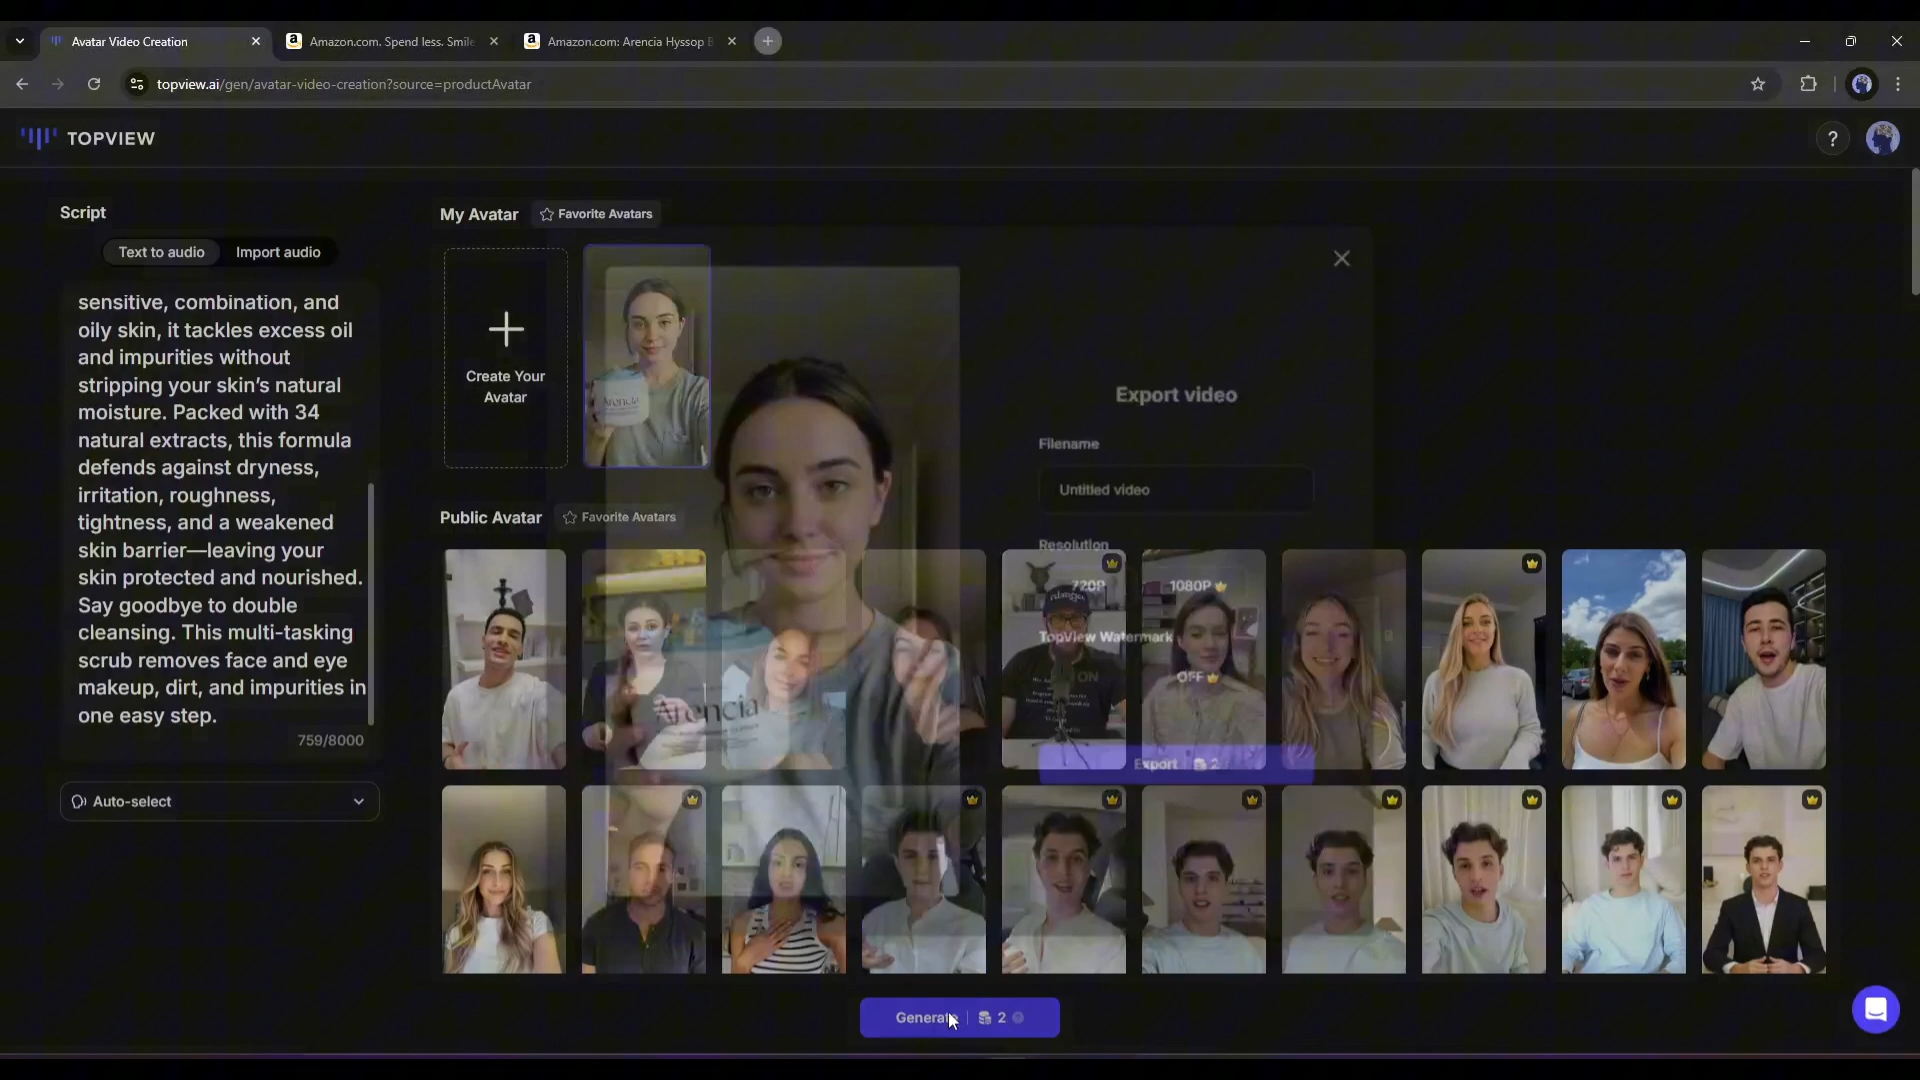 Avatar Video Creation
Amazon.com. Spend less. Smile
Amazon.com: Arencia Hyssop B
topview.ai/gen/avatar-video-creation?source=productAvatar
TOPVIEW
?
Script
Text to audio
Import audio
sensitive, combination, and
oily skin, it tackles excess oil
and impurities without
stripping your skin's natural
moisture. Packed with 34
natural extracts, this formula
defends against dryness,
irritation, roughness,
tightness, and a weakened
skin barrier—leaving your
skin protected and nourished.
Say goodbye to double
cleansing. This multi-tasking
scrub removes face and eye
makeup, dirt, and impurities in
one easy step.
759/8000
Auto-select
My Avatar
Favorite Avatars
Create Your
Avatar
Arencia
Public Avatar
Favorite Avatars
Arencia
Export video
Filename
Untitled video
Resolution
720P
1080P
TopView Watermark
ON
OFF
Export
2
Generate
2